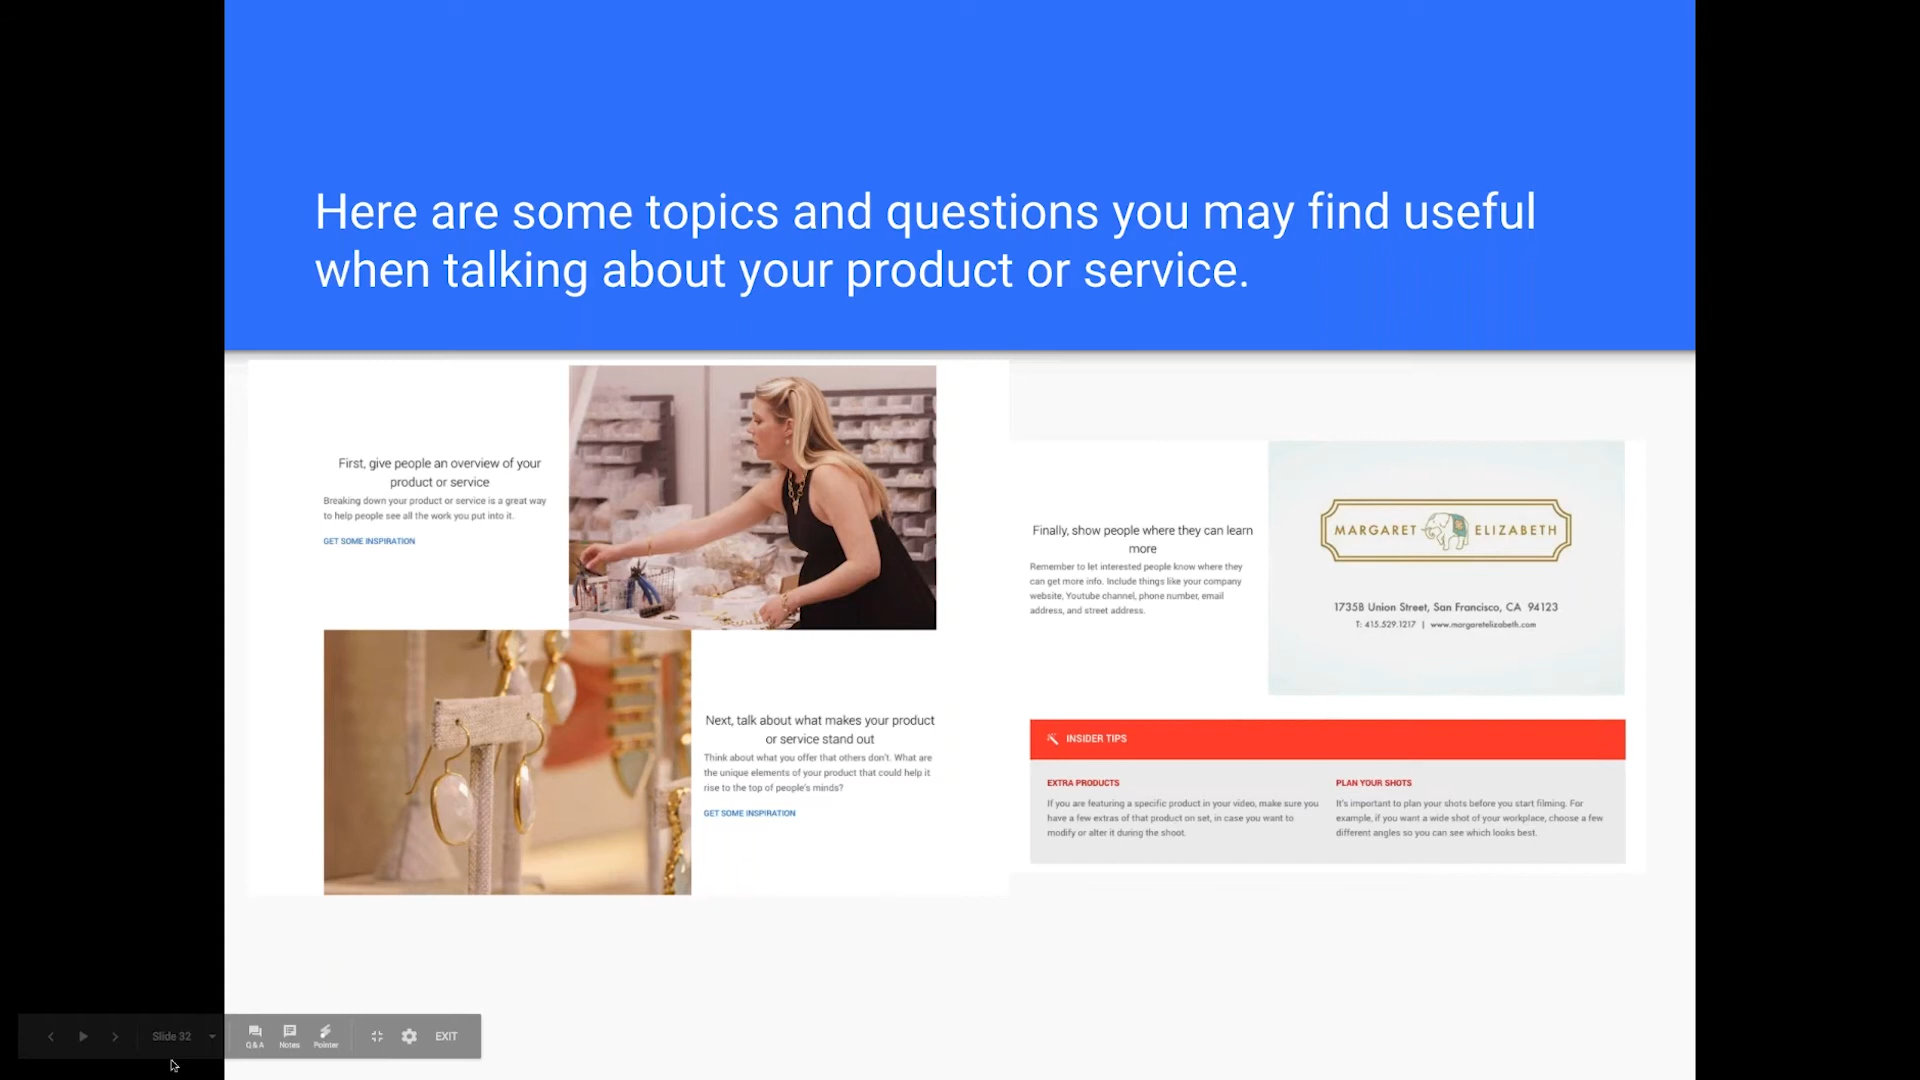 Here are some topics and questions you may find useful
when talking about your product or service.
First, give people an overview of your
product or service
Breaking down your product or service is a great way
to help people see all the work you put into it.
GET SOME INSPIRATION
Next, talk about what makes your product
or service stand out
Think about what you offer that others don't. What are
the unique elements of your product that could help it
rise to the top of people's minds?
GET SOME INSPIRATION
Finally, show people where they can learn
more
Remember to let interested people know where they
can get more info. Include things like your company
website, Youtube channel, phone number, email
address, and street address.
MARGARET ELIZABETH
1735B Union Street, San Francisco, CA 94123
T: 415.529.1217 | www.margaretelizabeth.com
INSIDER TIPS
EXTRA PRODUCTS
If you are featuring a specific product in your video, make sure you
have a few extras of that product on set, in case you want to
modify or alter it during the shoot.
PLAN YOUR SHOTS
It's important to plan your shots before you start filming. For
example, if you want a wide shot of your workplace, choose a few
different angles so you can see which looks best.
Slide 32
Q&A
Notes
Pointer
EXIT